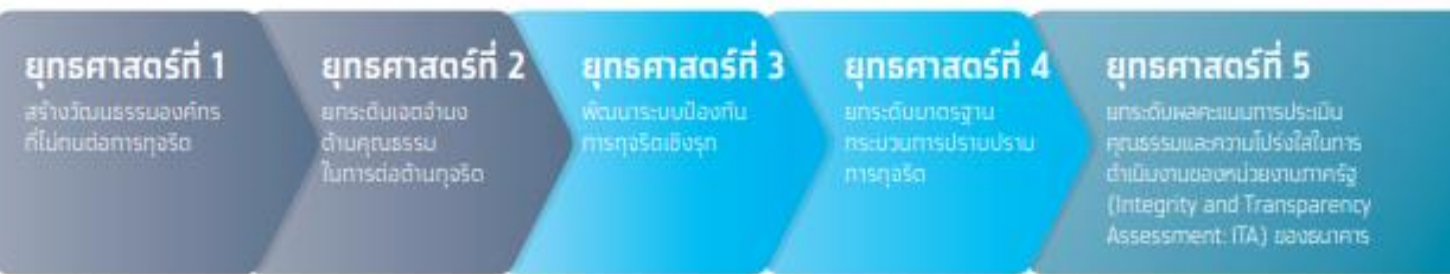 ยุทธศาสตร์ที่ 1
สร้างวัฒนธรรมองค์กร
ที่ไม่ทนต่อการทุจริต
ยุทธศาสตร์ที่ 2
ยกระดับเจตจำนง
ด้านคุณธรรม
ในการต่อต้านทุจริต
ยุทธศาสตร์ที่ 3
พัฒนาระบบป้องกัน
การทุจริตเชิงรุก
ยุทธศาสตร์ที่ 4
ยกระดับมาตรฐาน
กระบวนการปราบปราม
การทุจริต
ยุทธศาสตร์ที่ 5
ยกระดับผลคะแนนการประเมิน
คุณธรรมและความโปร่งใสในการ
ดำเนินงานของหน่วยงานภาครัฐ
(Integrity and Transparency
Assessment: ITA) ของธนาคาร